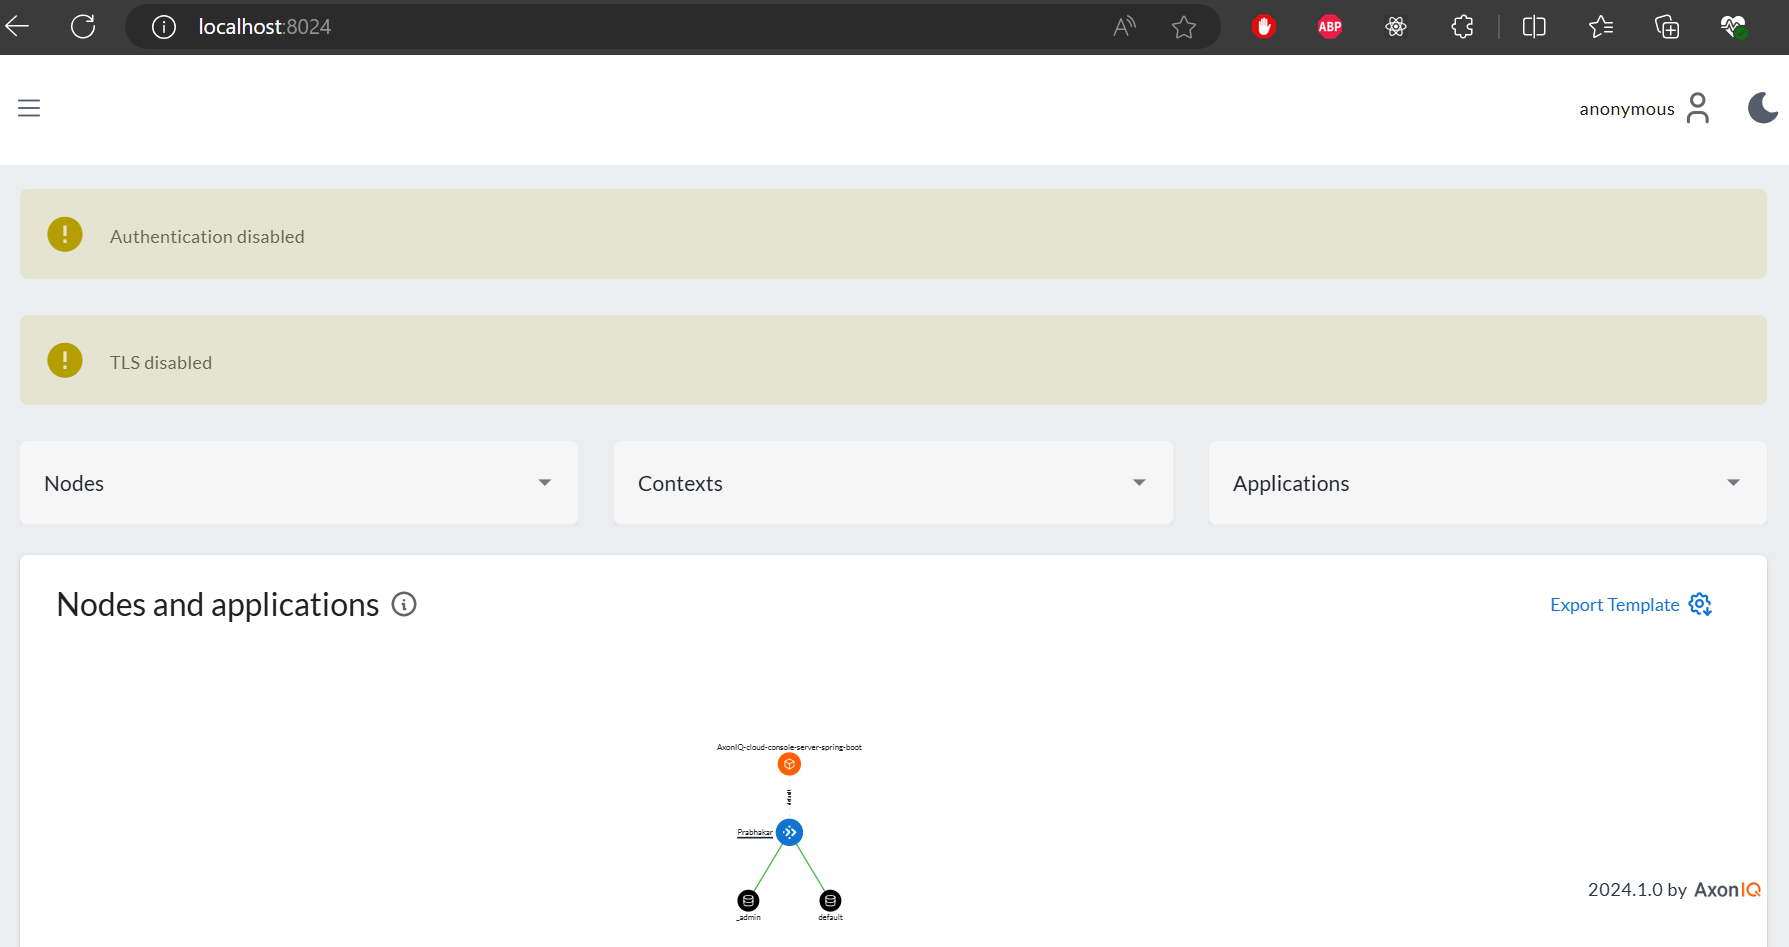 localhost:8024
A
ABP
anonymous
Authentication disabled
TLS disabled
Nodes
Contexts
Applications
Nodes and applications
Export Template
AxonIQ-cloud-console-server-spring-boot
default
Prabhakar
_admin
default
2024.1.0 by AxonIQ